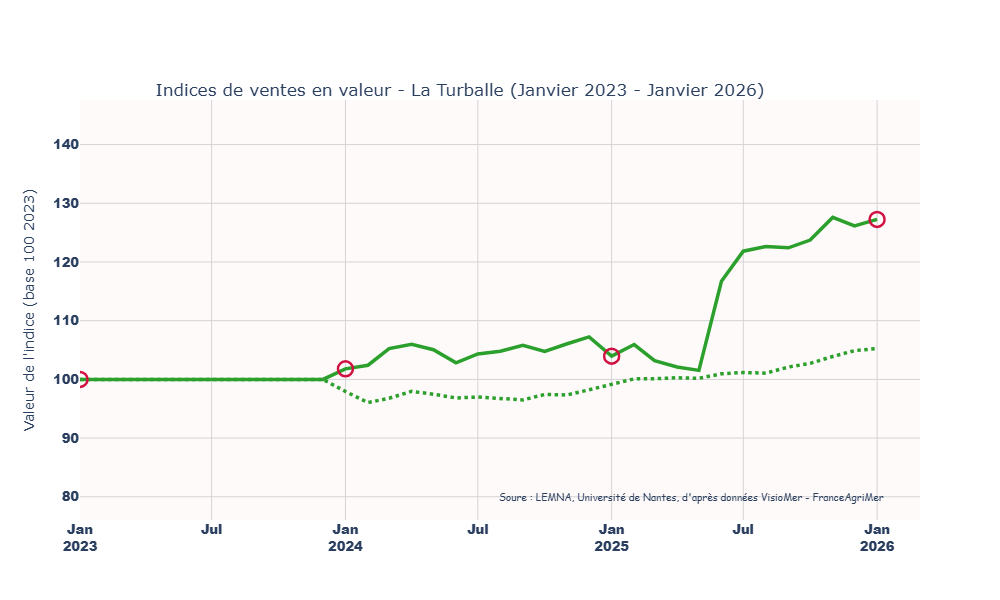 Indices de ventes en valeur - La Turballe (Janvier 2023 - Janvier 2026)
Valeur de l'indice (base 100 2023)
140
130
120
110
100
90
80
Soure : LEMNA, Université de Nantes, d'après données VisioMer - FranceAgriMer
Jan Jul Jan Jul Jan Jul Jan
2023 2024 2025 2026